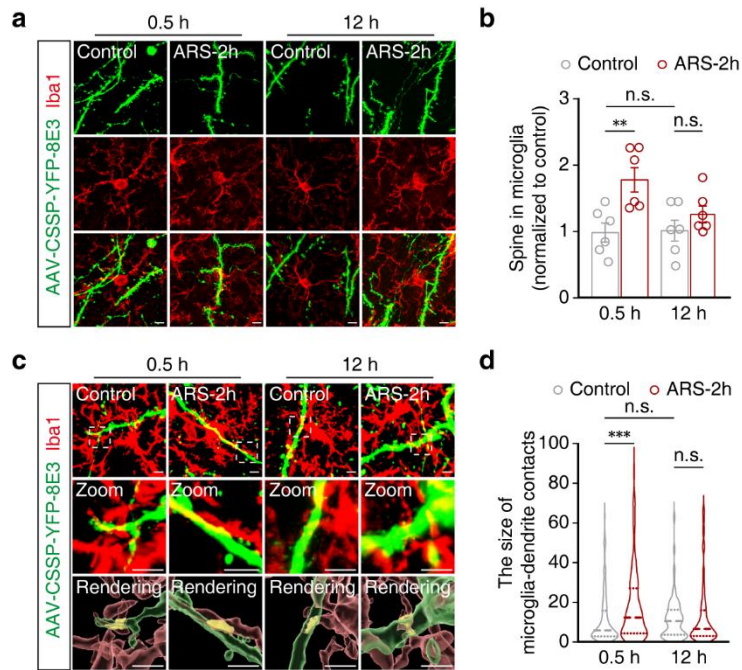 a
0.5 h
12 h
AAV-CSSP-YFP-8E3 Iba1
Control
ARS-2h
Control
ARS-2h
b
Control
ARS-2h
Spine in microglia
(normalized to control)
3
2
1
0
n.s.
**
n.s.
0.5 h
12 h
c
0.5 h
12 h
AAV-CSSP-YFP-8E3 Iba1
Control
ARS-2h
Control
ARS-2h
Zoom
Zoom
Zoom
Zoom
Rendering
Rendering
Rendering
Rendering
d
Control
ARS-2h
The size of
microglia-dendrite contacts
100
80
60
40
20
0
n.s.
***
n.s.
0.5 h
12 h